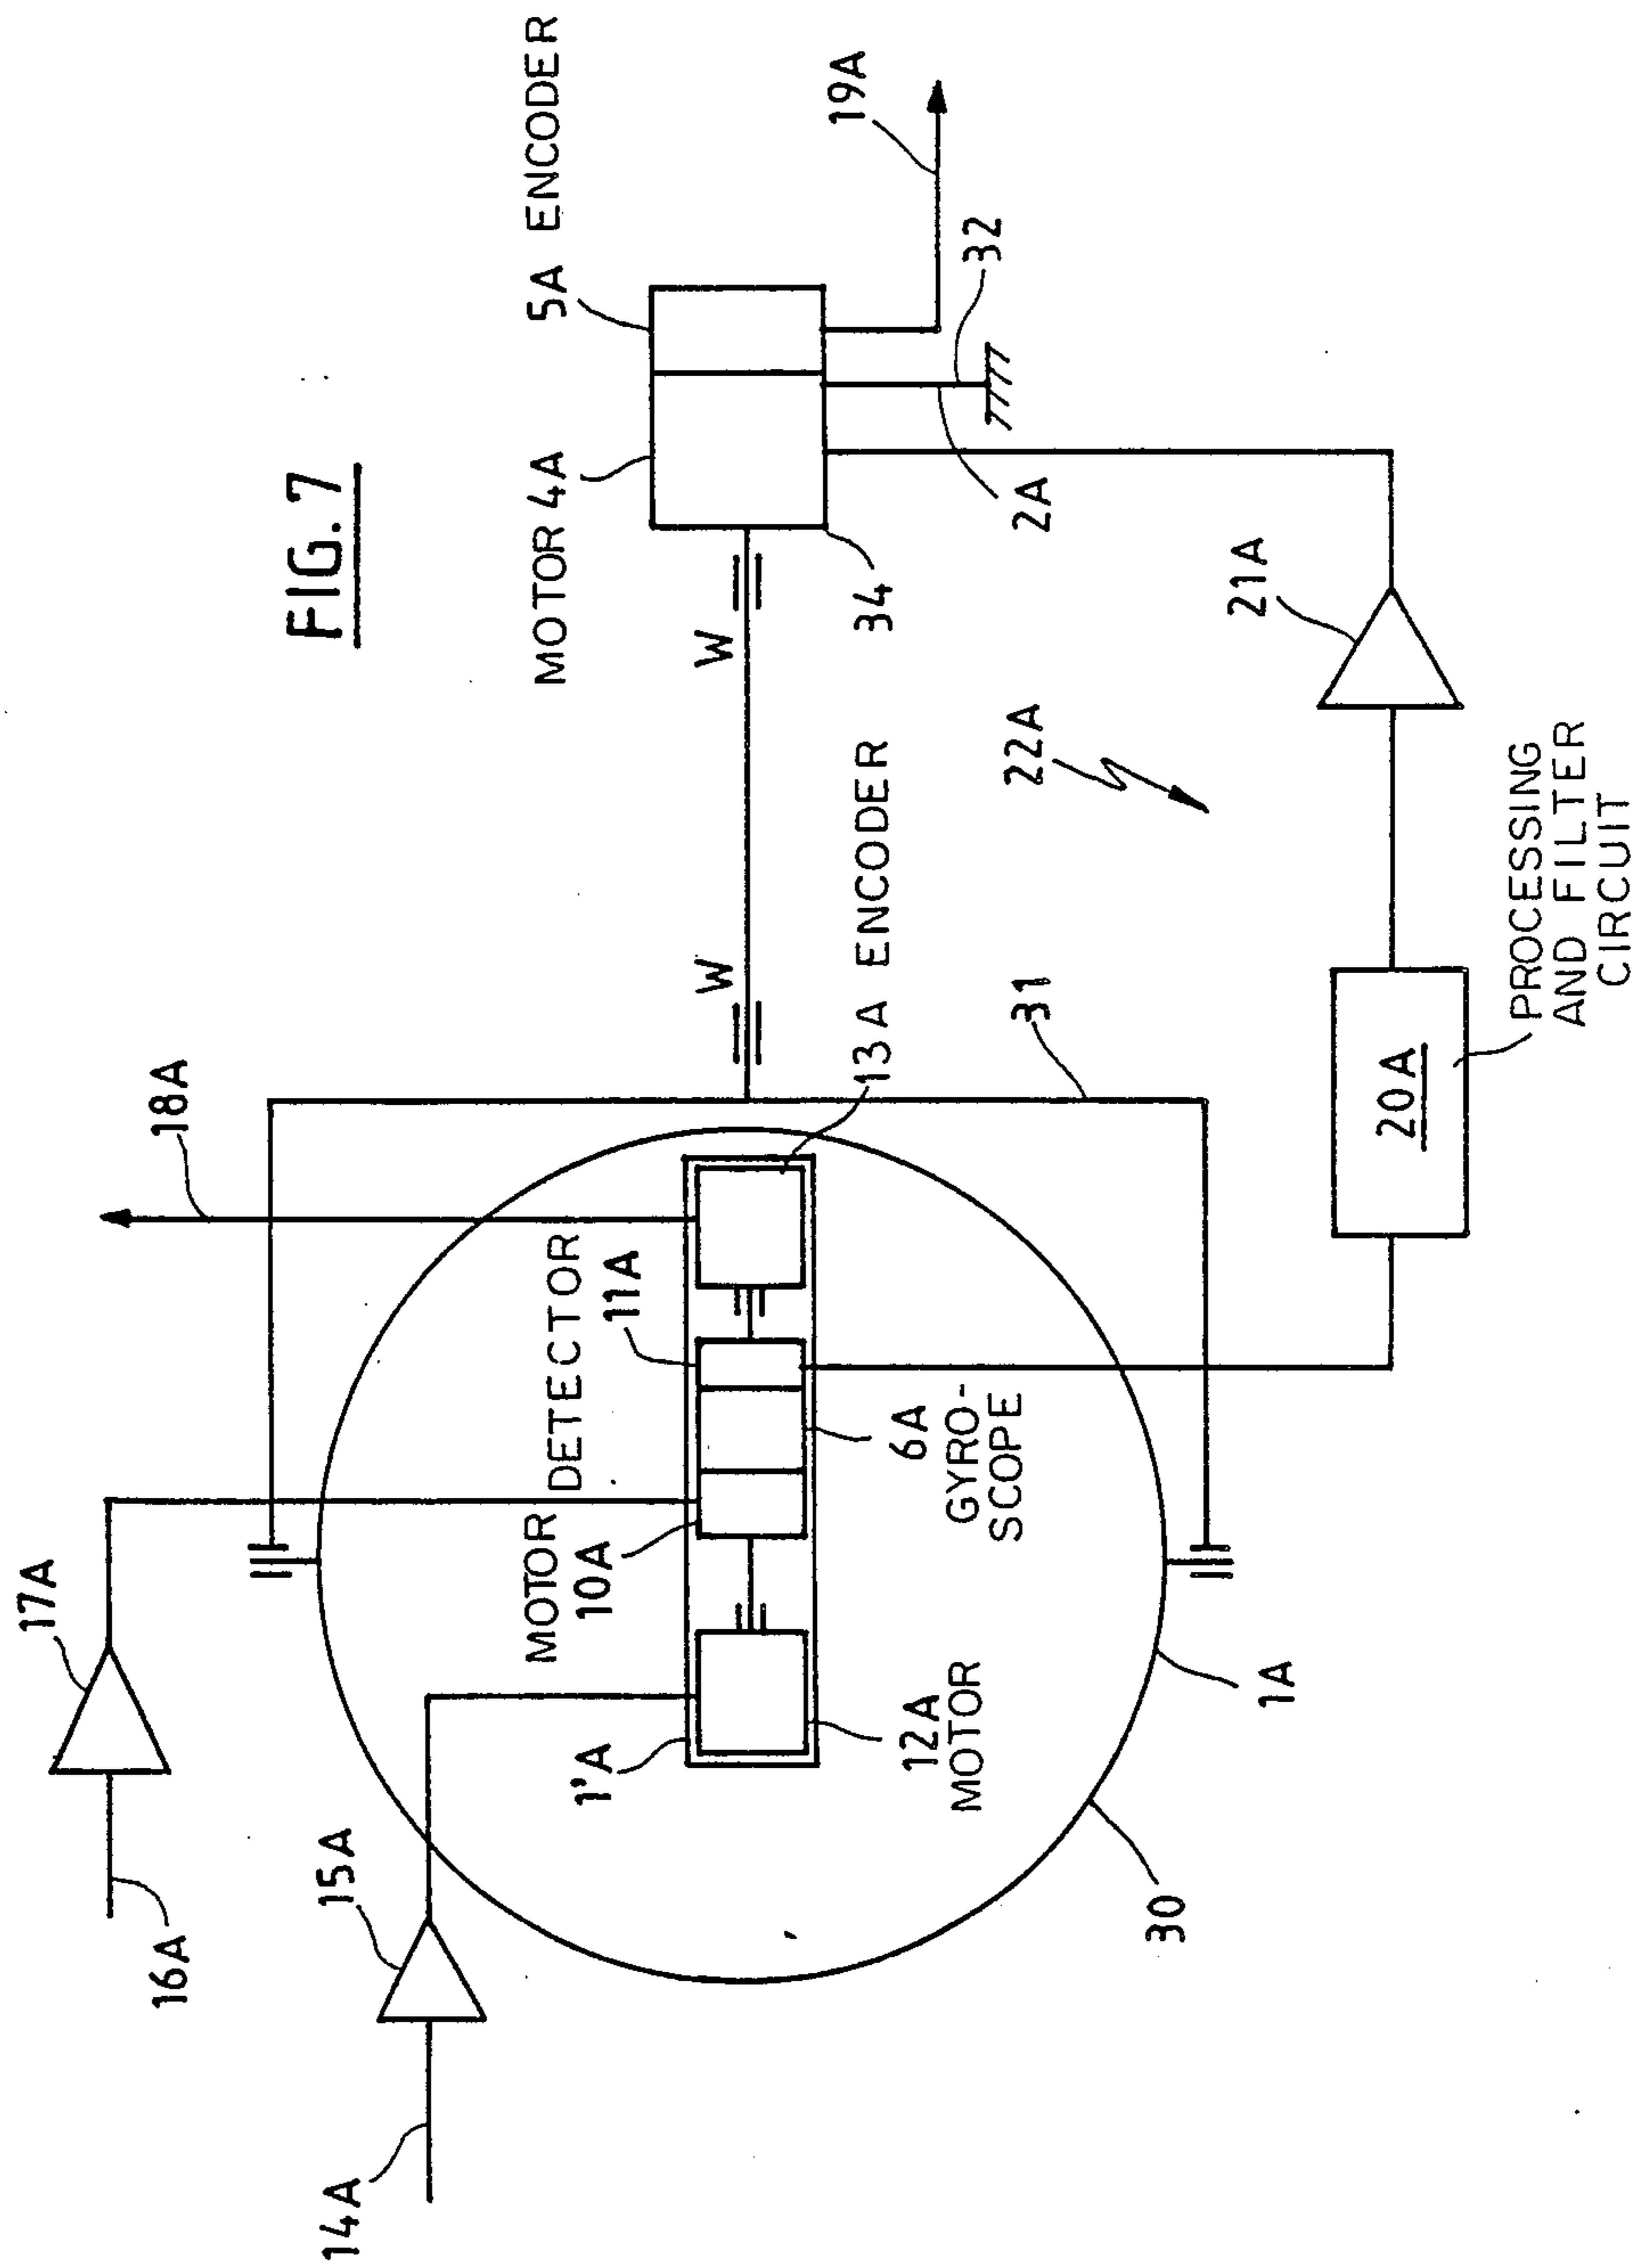 FIG. 7
17A
16A
15A
14A
18A
MOTOR
10A
DETECTOR
11A
1'A
12A
MOTOR
6A
GYRO-
SCOPE
13A ENCODER
1A
30
31
W
W
MOTOR 4A
5A ENCODER
34
2A
32
19A
22A
21A
20A
PROCESSING
AND FILTER
CIRCUIT